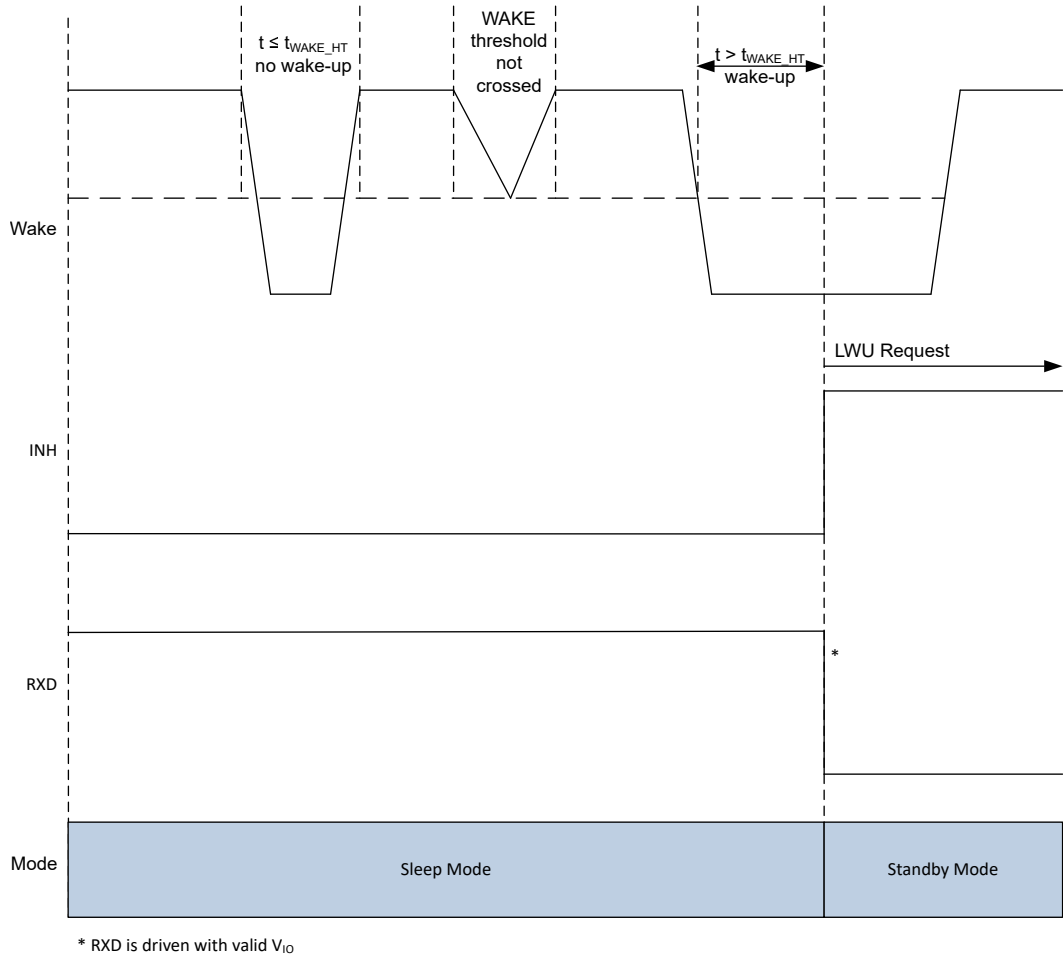 t ≤ tWAKE_HT
no wake-up
WAKE
threshold
not
crossed
t > tWAKE_HT
wake-up
Wake
LWU Request
INH
*
RXD
Mode
Sleep Mode
Standby Mode
* RXD is driven with valid VIO